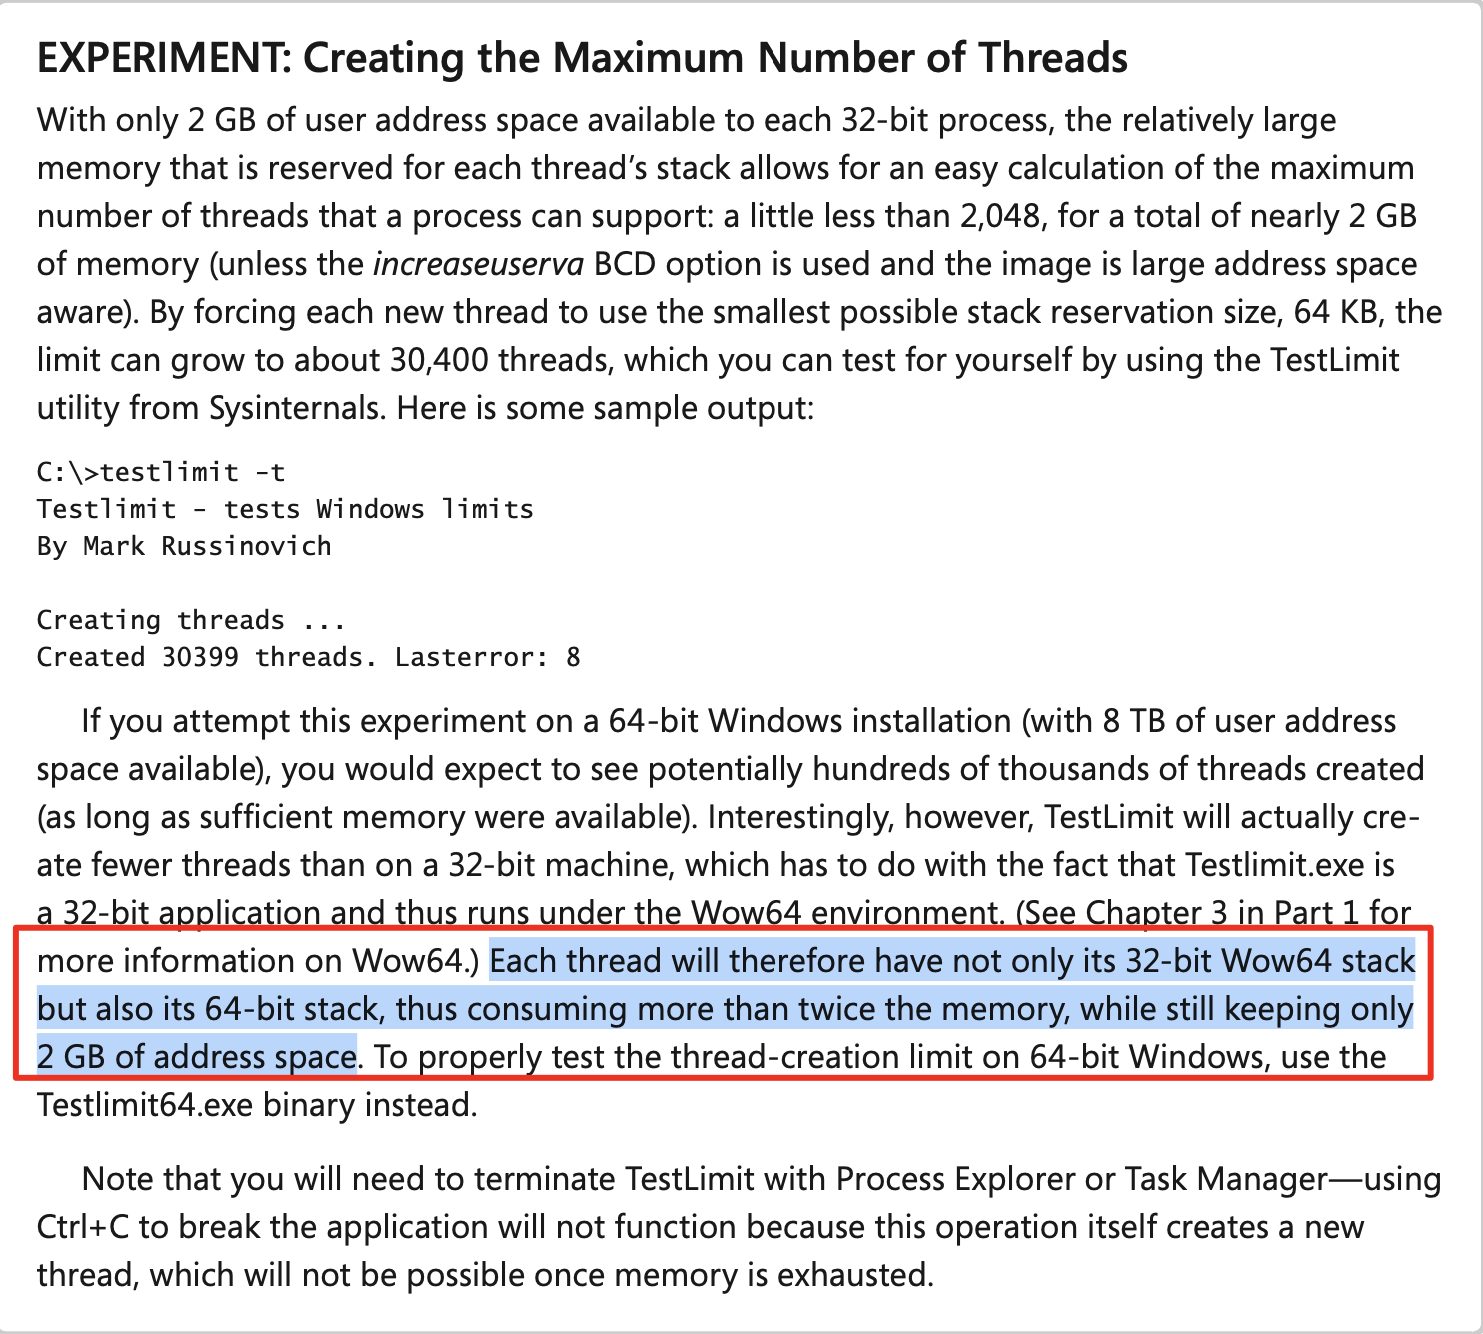 EXPERIMENT: Creating the Maximum Number of Threads
With only 2 GB of user address space available to each 32-bit process, the relatively large
memory that is reserved for each thread’s stack allows for an easy calculation of the maximum
number of threads that a process can support: a little less than 2,048, for a total of nearly 2 GB
of memory (unless the increaseuserva BCD option is used and the image is large address space
aware). By forcing each new thread to use the smallest possible stack reservation size, 64 KB, the
limit can grow to about 30,400 threads, which you can test for yourself by using the TestLimit
utility from Sysinternals. Here is some sample output:
C:\>testlimit -t
Testlimit - tests Windows limits
By Mark Russinovich
Creating threads ...
Created 30399 threads. Lasterror: 8
If you attempt this experiment on a 64-bit Windows installation (with 8 TB of user address
space available), you would expect to see potentially hundreds of thousands of threads created
(as long as sufficient memory were available). Interestingly, however, TestLimit will actually cre-
ate fewer threads than on a 32-bit machine, which has to do with the fact that Testlimit.exe is
a 32-bit application and thus runs under the Wow64 environment. (See Chapter 3 in Part 1 for
more information on Wow64.) Each thread will therefore have not only its 32-bit Wow64 stack
but also its 64-bit stack, thus consuming more than twice the memory, while still keeping only
2 GB of address space. To properly test the thread-creation limit on 64-bit Windows, use the
Testlimit64.exe binary instead.
Note that you will need to terminate TestLimit with Process Explorer or Task Manager—using
Ctrl+C to break the application will not function because this operation itself creates a new
thread, which will not be possible once memory is exhausted.